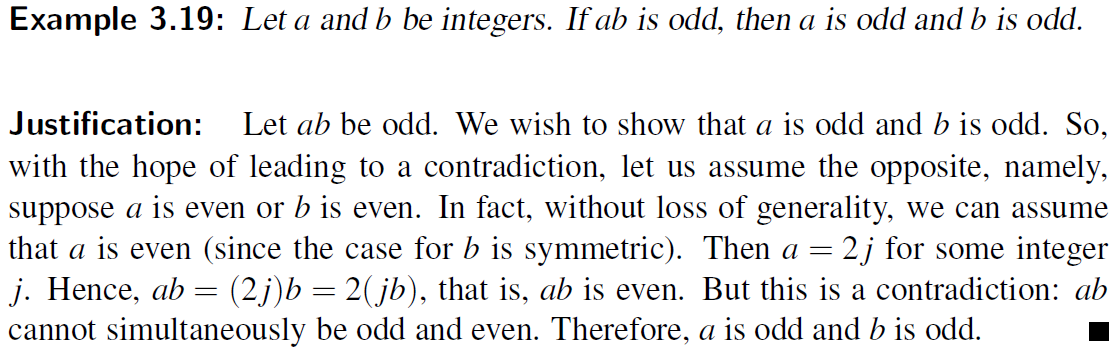 Example 3.19: Let a and b be integers. If ab is odd, then a is odd and b is odd.
Justification: Let ab be odd. We wish to show that a is odd and b is odd. So,
with the hope of leading to a contradiction, let us assume the opposite, namely,
suppose a is even or b is even. In fact, without loss of generality, we can assume
that a is even (since the case for b is symmetric). Then a = 2j for some integer
j. Hence, ab = (2j)b = 2(jb), that is, ab is even. But this is a contradiction: ab
cannot simultaneously be odd and even. Therefore, a is odd and b is odd.